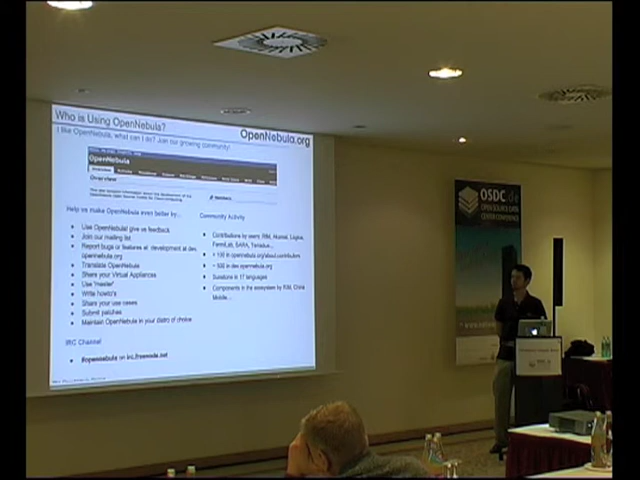 Who is Using OpenNebula?
OpenNebula.org
I like OpenNebula, what can I do? Join our growing community!
OpenNebula
Overview
Help us make OpenNebula even better by...
Use OpenNebula! give us feedback
Join our mailing list
Report bugs or features at development at dev.
opennebula.org
Translate OpenNebula
Share your Virtual Appliances
Use 'master'
Write howto's
Share your use cases
Submit patches
Maintain OpenNebula in your distro of choice
IRC Channel
#opennebula on irc.freenode.net
Community Activity
Contributions by users: RIM, Akamai, Logica,
FermiLab, SARA,
> 100 in opennebula.org/about:contributors
~ 500 in dev.opennebula.org
Sunstone in 17 languages
Components in the ecosystem by RIM, China
Mobile...
OSDC.de
OPEN SOURCE DATA
CENTER CONFERENCE